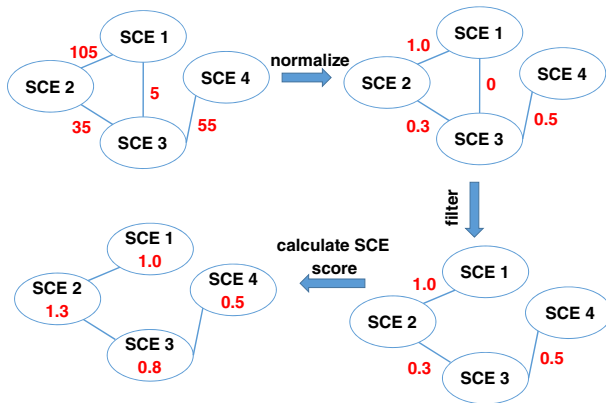 SCE 1
105
SCE 2
SCE 4
5
35
55
SCE 3
normalize
SCE 1
1.0
SCE 4
SCE 2
0
0.3
0.5
SCE 3
filter
SCE 1
1.0
SCE 4
SCE 2
0.3
0.5
SCE 3
calculate SCE
score
SCE 1
1.0
SCE 2
1.3
SCE 4
0.5
SCE 3
0.8